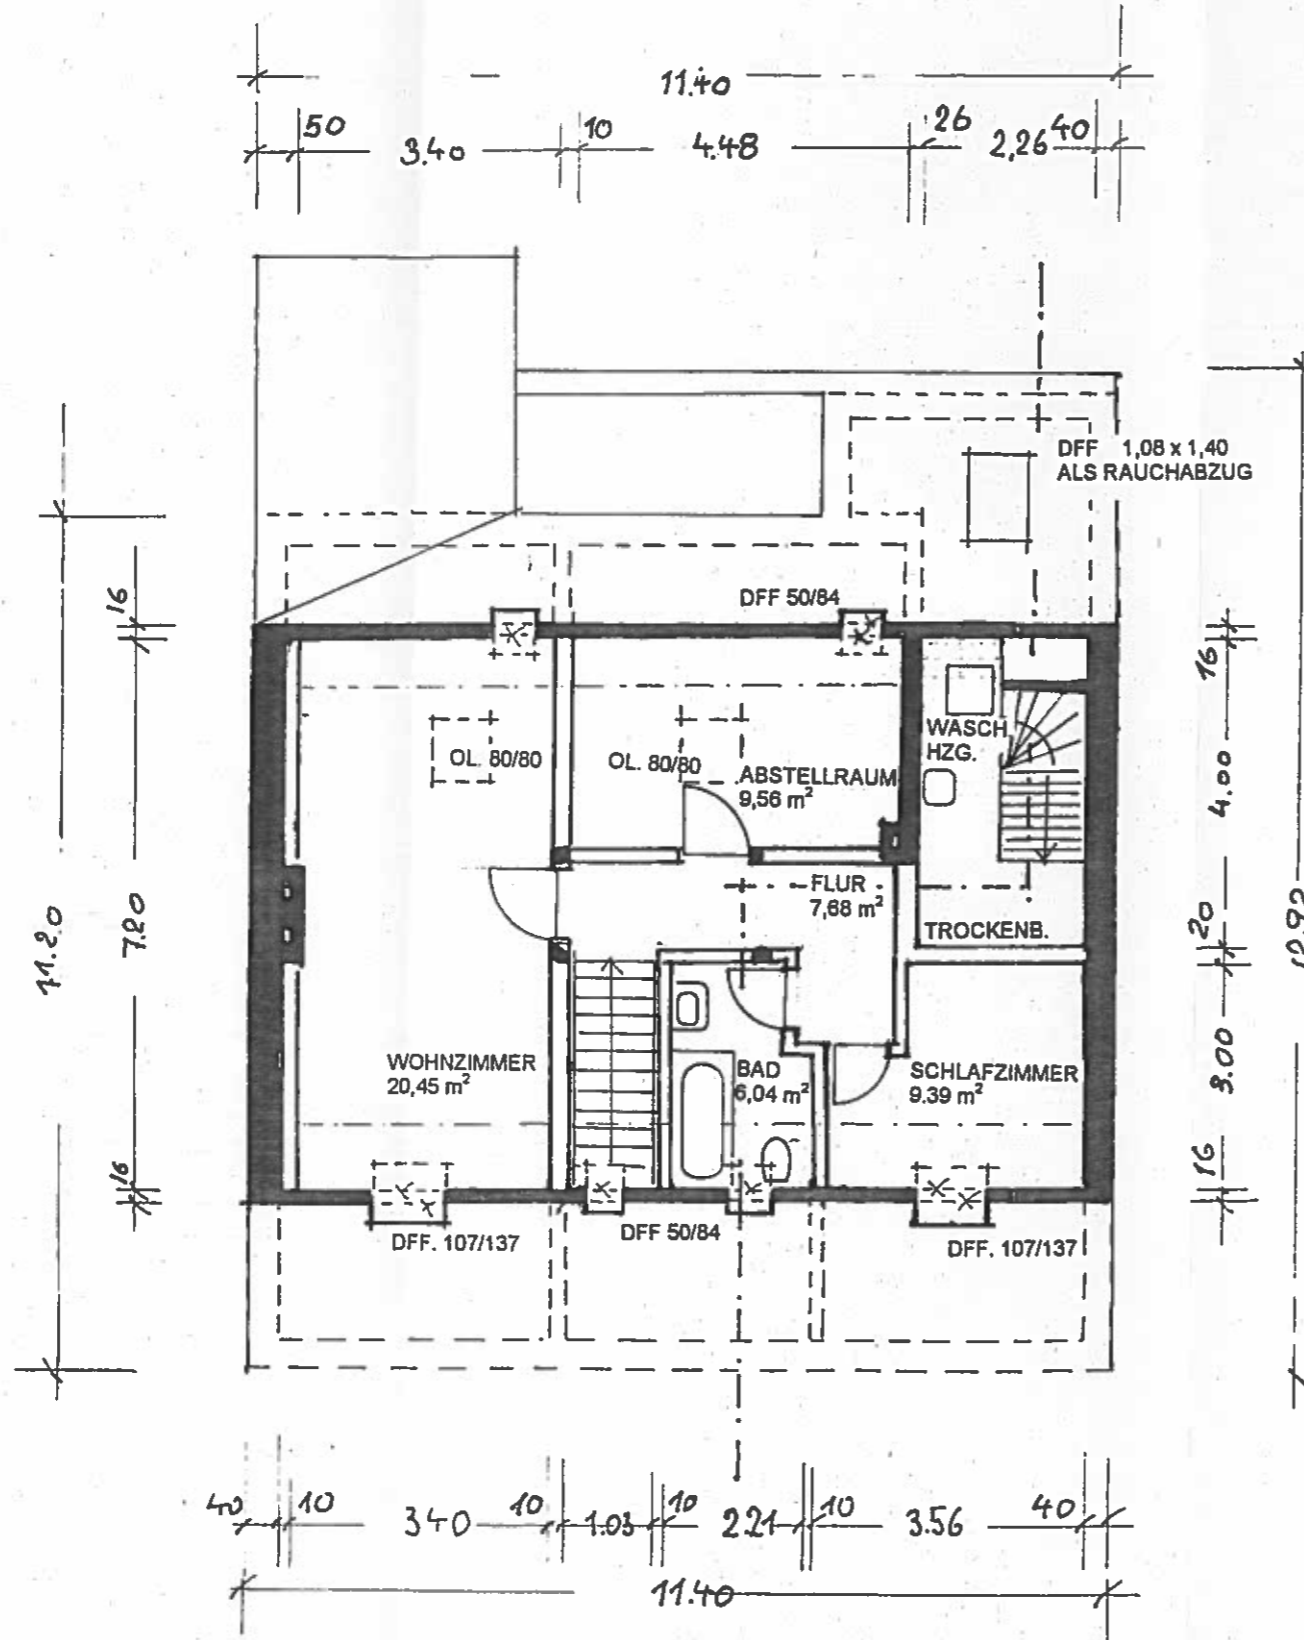 11.40
50
3.40
10
4.48
26
2,26
40
DFF 1,08 x 1,40
ALS RAUCHABZUG
16
DFF 50/84
16
WASCH
HZG.
OL. 80/80
OL. 80/80
ABSTELLRAUM
9,56 m²
4.00
FLUR
7,68 m²
11.20
7.20
TROCKENB.
20
WOHNZIMMER
20,45 m²
BAD
6,04 m²
SCHLAFZIMMER
9.39 m²
3.00
16
16
DFF. 107/137
DFF 50/84
DFF. 107/137
40
10
340
10
1.03
10
2.21
10
3.56
40
11.40